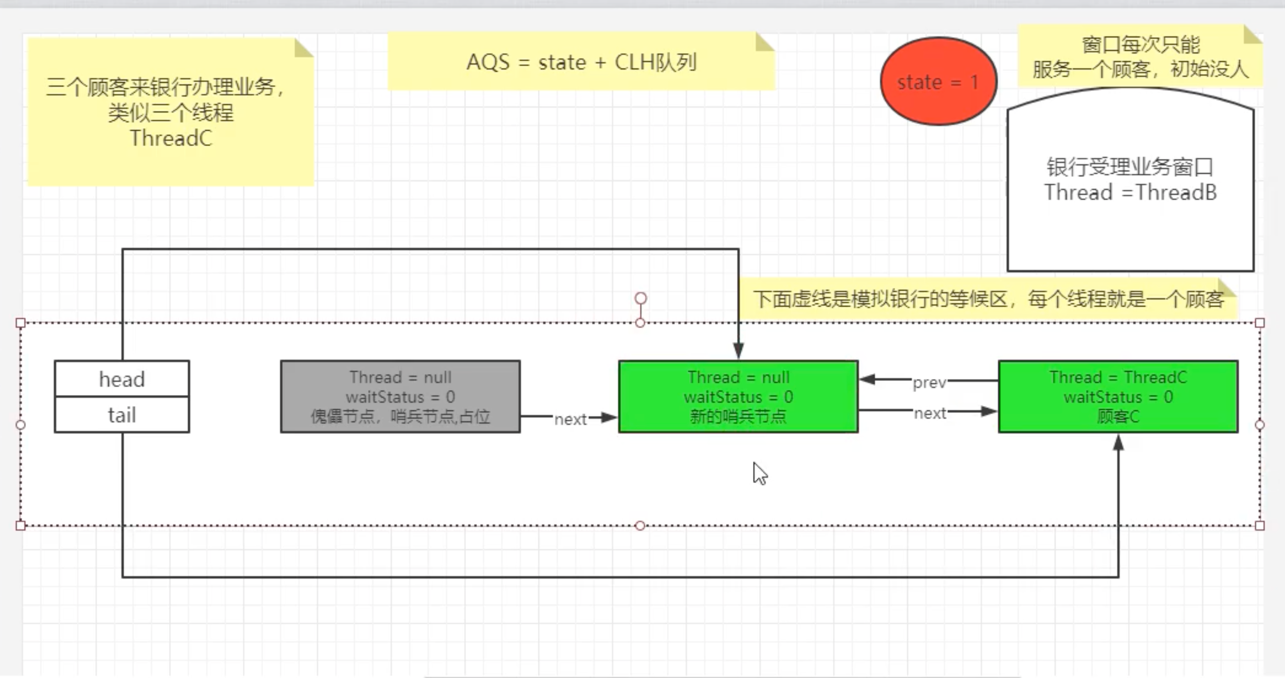 三个顾客来银行办理业务，
类似三个线程
ThreadC
AQS = state + CLH队列
state = 1
窗口每次只能
服务一个顾客，初始没人
银行受理业务窗口
Thread =ThreadB
下面虚线是模拟银行的等候区，每个线程就是一个顾客
head
tail
Thread = null
waitStatus = 0
傀儡节点，哨兵节点,占位
next
Thread = null
waitStatus = 0
新的哨兵节点
prev
next
Thread = ThreadC
waitStatus = 0
顾客C